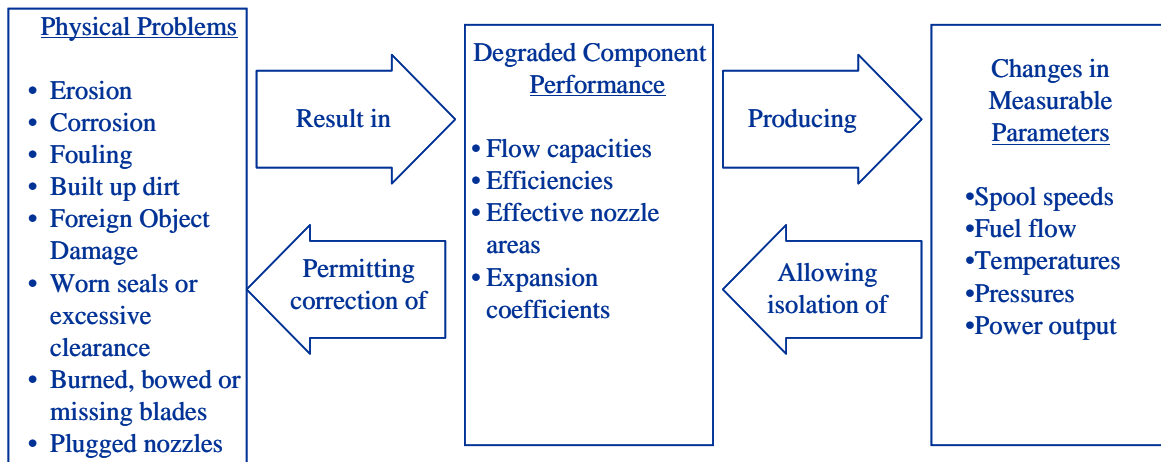 Physical Problems
• Erosion
• Corrosion
• Fouling
• Built up dirt
• Foreign Object
Damage
• Worn seals or
excessive
clearance
• Burned, bowed or
missing blades
• Plugged nozzles
Result in
Permitting
correction of
Degraded Component
Performance
• Flow capacities
• Efficiencies
• Effective nozzle
areas
• Expansion
coefficients
Producing
Allowing
isolation of
Changes in
Measurable
Parameters
•Spool speeds
•Fuel flow
•Temperatures
•Pressures
•Power output